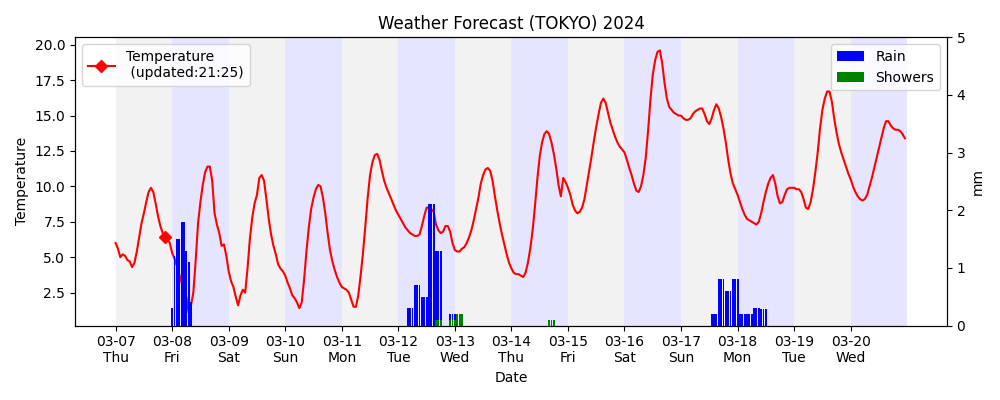 Weather Forecast (TOKYO) 2024
Temperature
(updated:21:25)
Rain
Showers
20.0
17.5
15.0
12.5
10.0
7.5
5.0
2.5
Temperature
5
4
3
2
1
0
mm
03-07 03-08 03-09 03-10 03-11 03-12 03-13 03-14 03-15 03-16 03-17 03-18 03-19 03-20
Thu Fri Sat Sun Mon Tue Wed Thu Fri Sat Sun Mon Tue Wed
Date